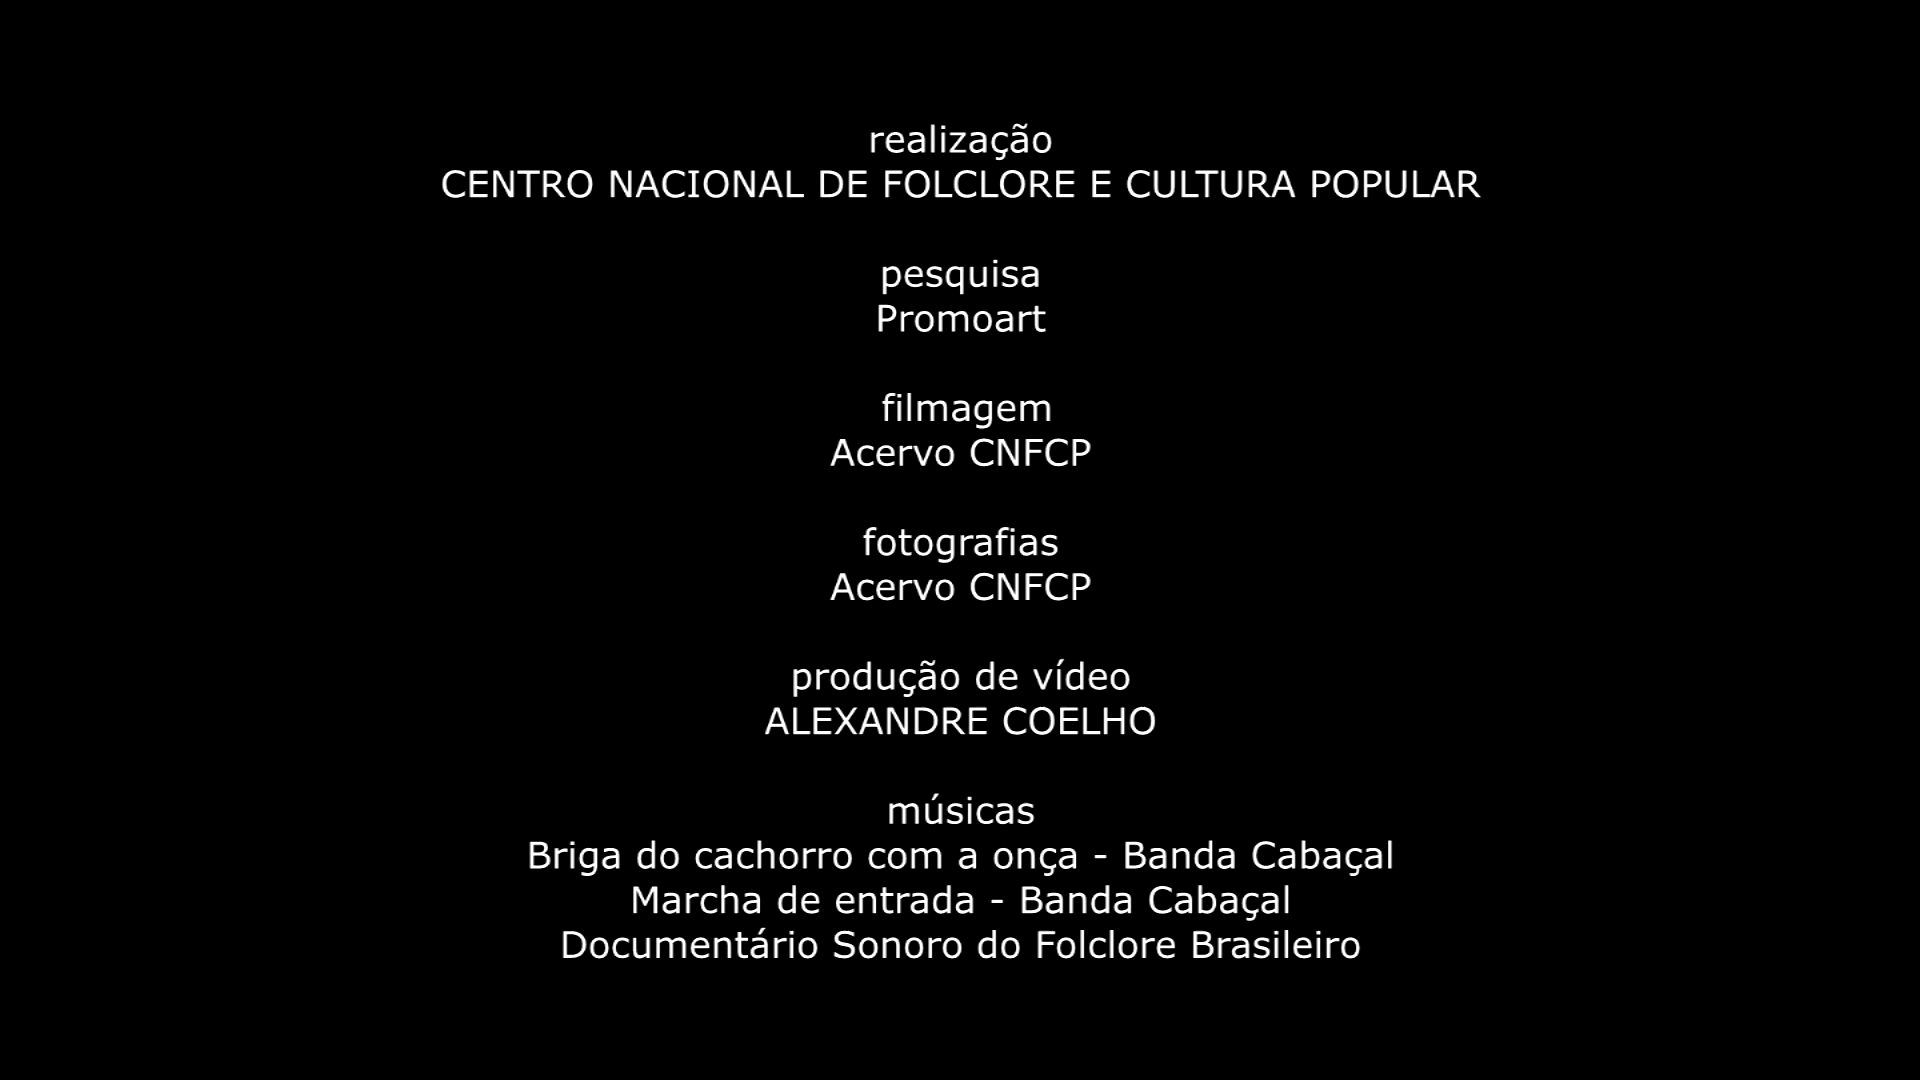 realização
CENTRO NACIONAL DE FOLCLORE E CULTURA POPULAR
pesquisa
Promoart
filmagem
Acervo CNFCP
fotografias
Acervo CNFCP
produção de vídeo
ALEXANDRE COELHO
músicas
Briga do cachorro com a onça - Banda Cabaçal
Marcha de entrada - Banda Cabaçal
Documentário Sonoro do Folclore Brasileiro